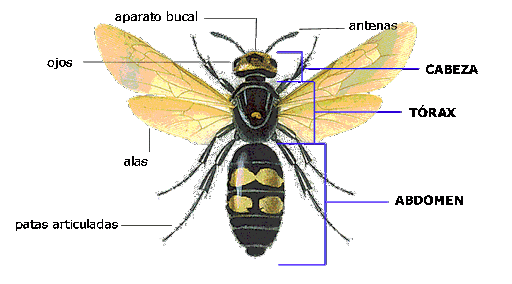 aparato bucal
antenas
ojos
CABEZA
TÓRAX
alas
ABDOMEN
patas articuladas